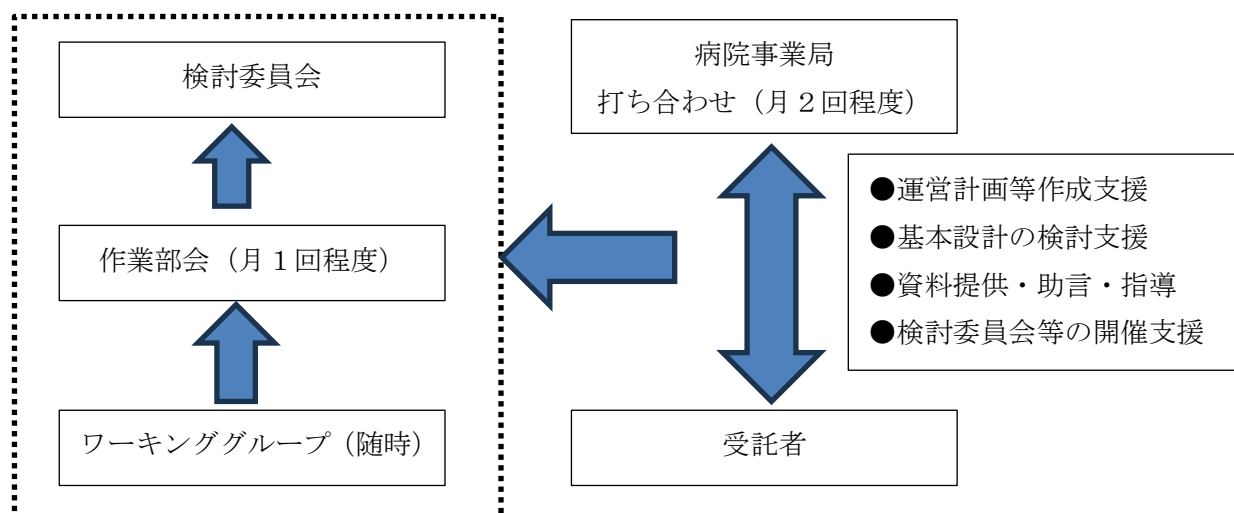 検討委員会
作業部会（月１回程度）
ワーキンググループ（随時）
病院事業局
打ち合わせ（月２回程度）
●運営計画等作成支援
●基本設計の検討支援
●資料提供・助言・指導
●検討委員会等の開催支援
受託者